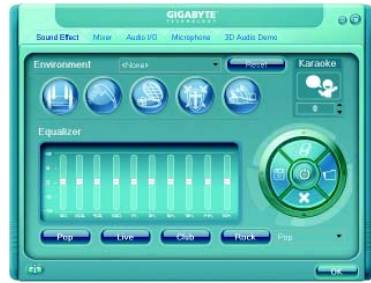 GIGABYTE
TECHNOLOGY
Sound Effect Mixer Audio I/O Microphone 3D Audio Demo
Environment <None> Reset Karaoke
0
Equalizer
Pop Live Club Rock Pop
OK